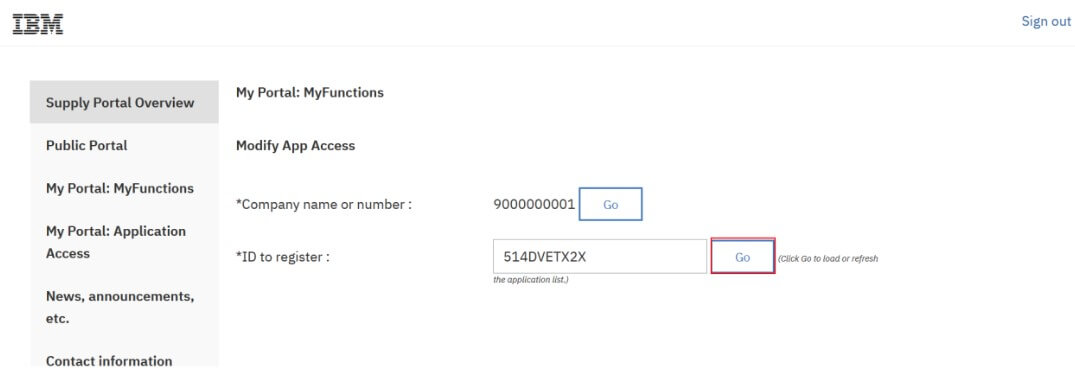 IBM
Sign out
Supply Portal Overview
Public Portal
My Portal: MyFunctions
My Portal: Application
Access
News, announcements,
etc.
Contact information
My Portal: MyFunctions
Modify App Access
*Company name or number : 9000000001 Go
*ID to register : 514DVETX2X Go (Click Go to load or refresh
the application list.)